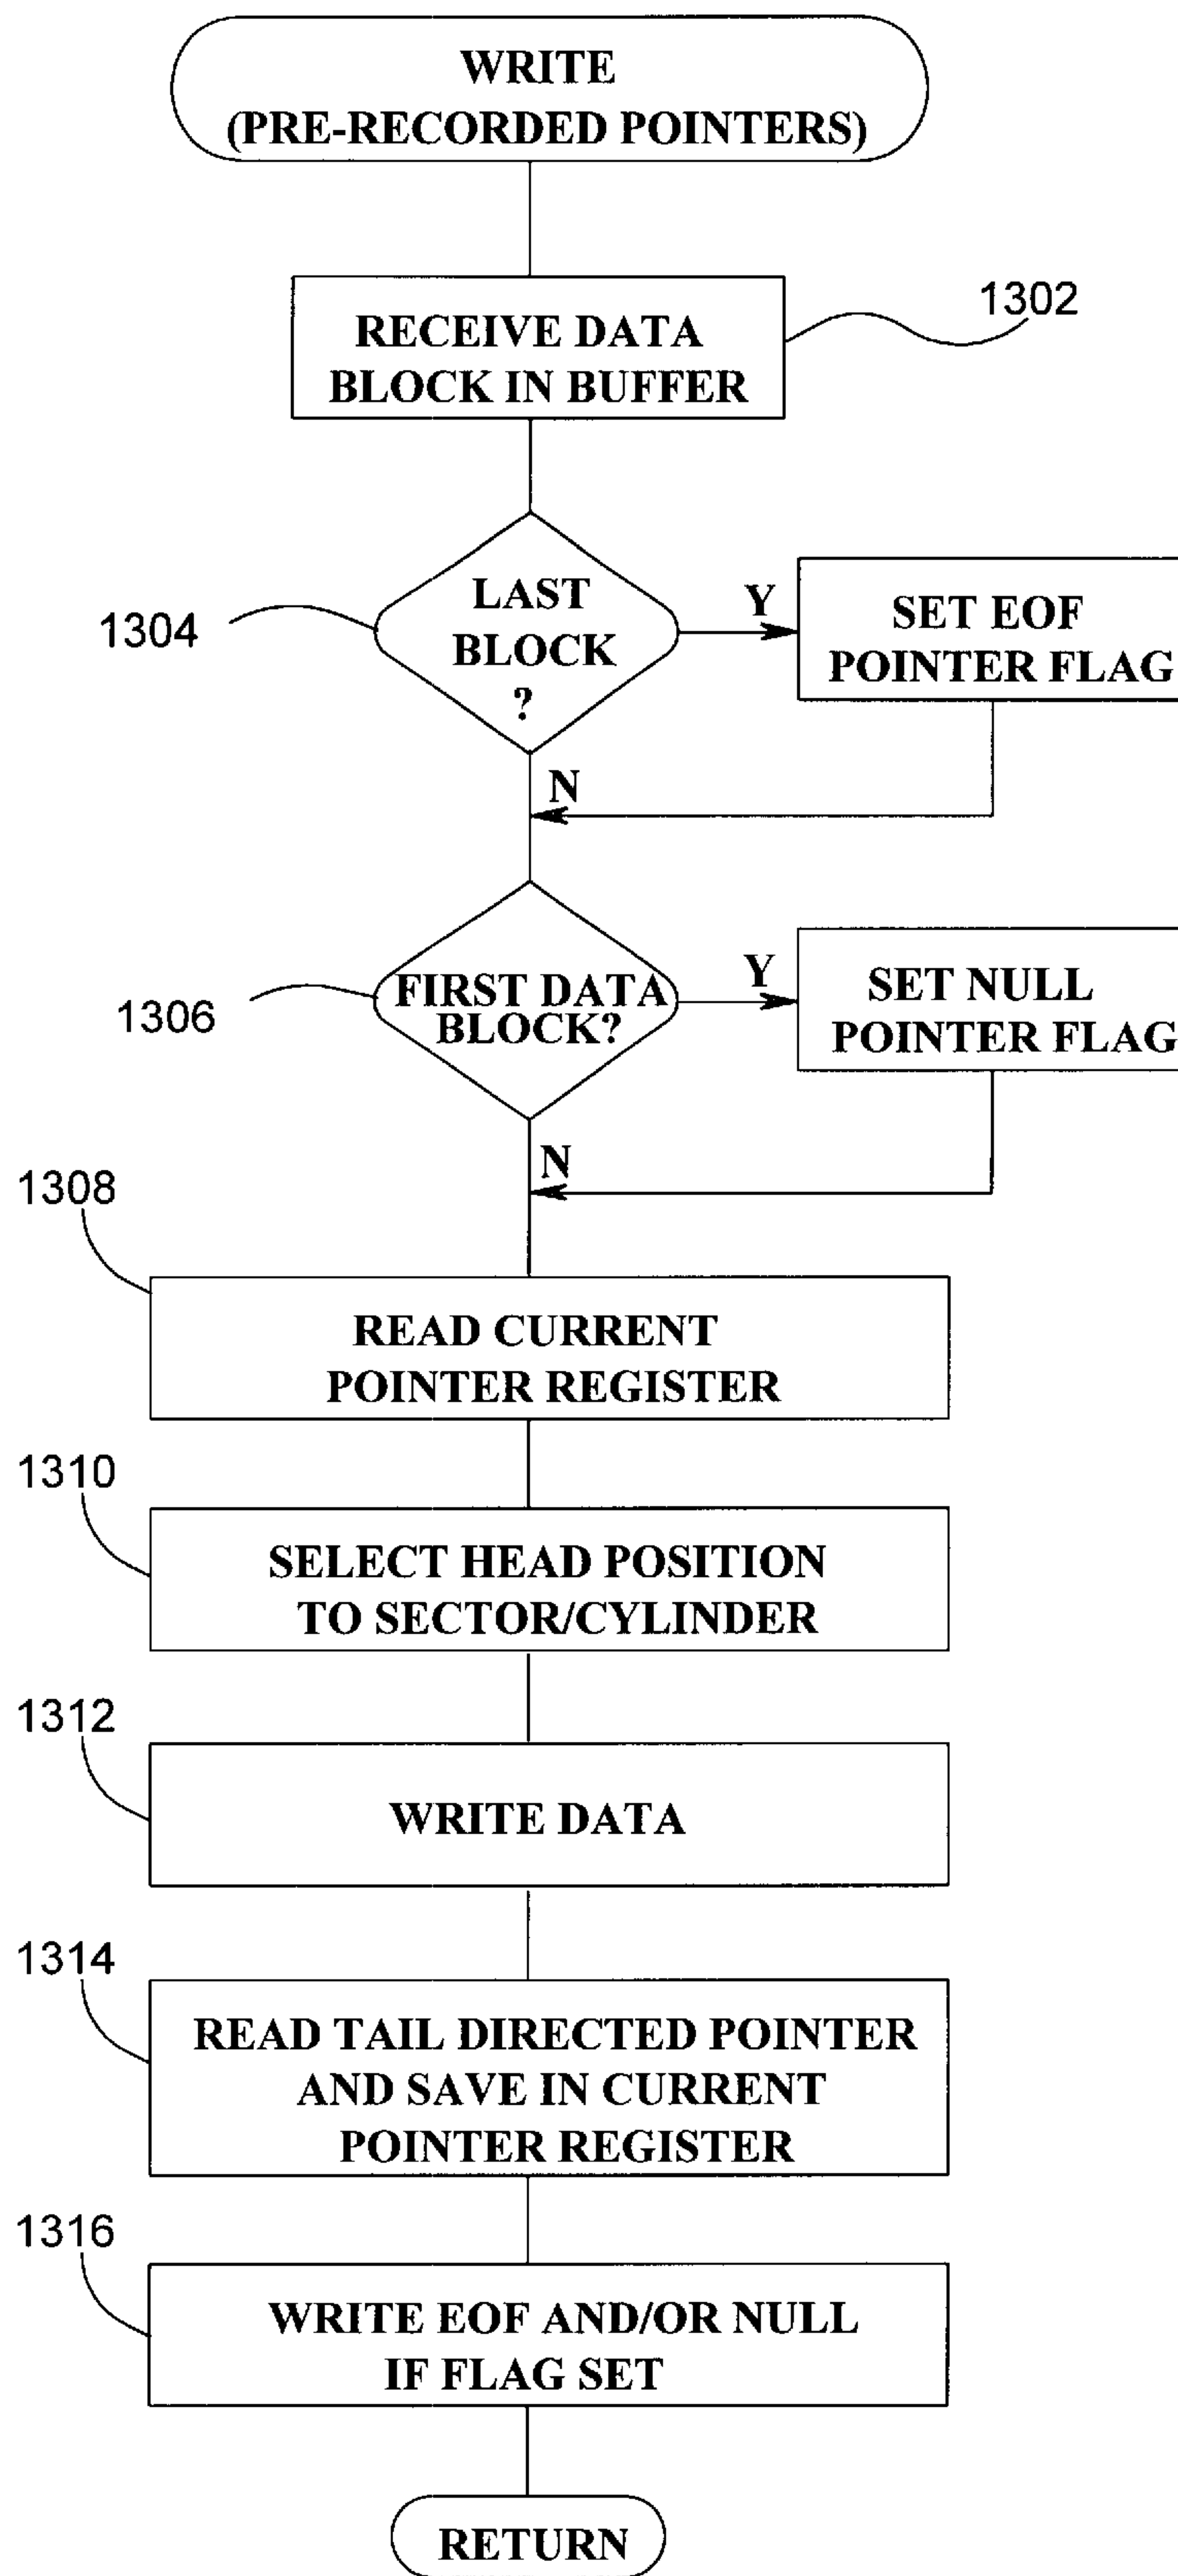 WRITE
(PRE-RECORDED POINTERS)
1302
RECEIVE DATA
BLOCK IN BUFFER
1304
LAST
BLOCK
?
Y
SET EOF
POINTER FLAG
N
1306
FIRST DATA
BLOCK?
Y
SET NULL
POINTER FLAG
N
1308
READ CURRENT
POINTER REGISTER
1310
SELECT HEAD POSITION
TO SECTOR/CYLINDER
1312
WRITE DATA
1314
READ TAIL DIRECTED POINTER
AND SAVE IN CURRENT
POINTER REGISTER
1316
WRITE EOF AND/OR NULL
IF FLAG SET
RETURN